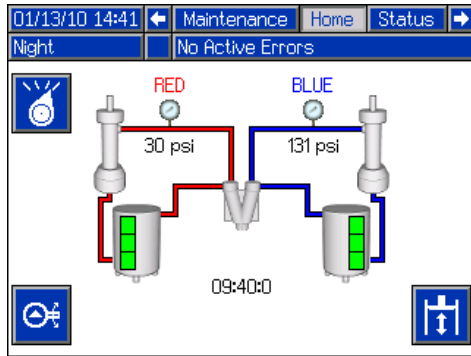 01/13/10 14:41 Maintenance Home Status
Night No Active Errors
RED BLUE
30 psi 131 psi
09:40:0